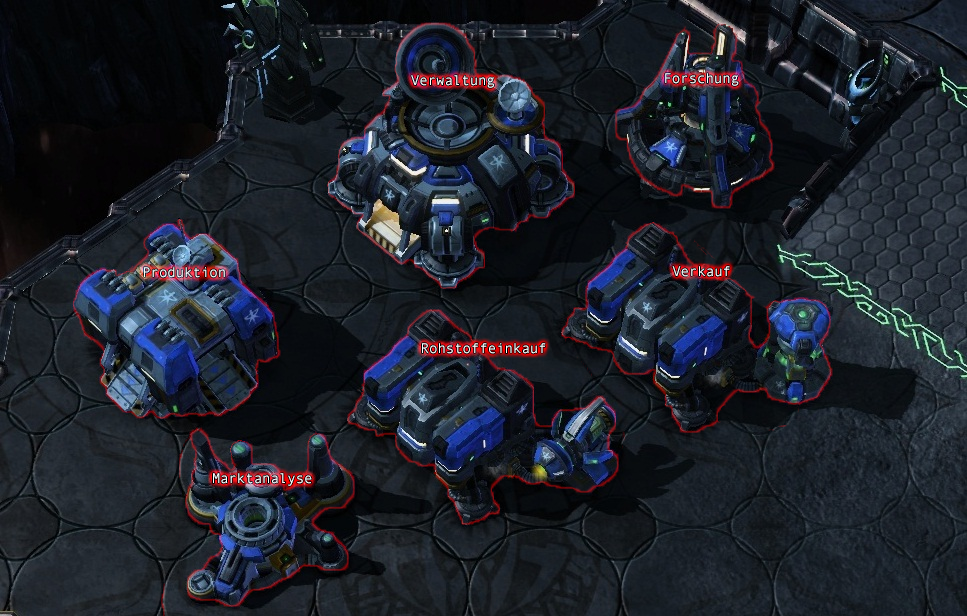 Verwaltung
Forschung
Produktion
Verkauf
Rohstoffeinkauf
Marktanalyse